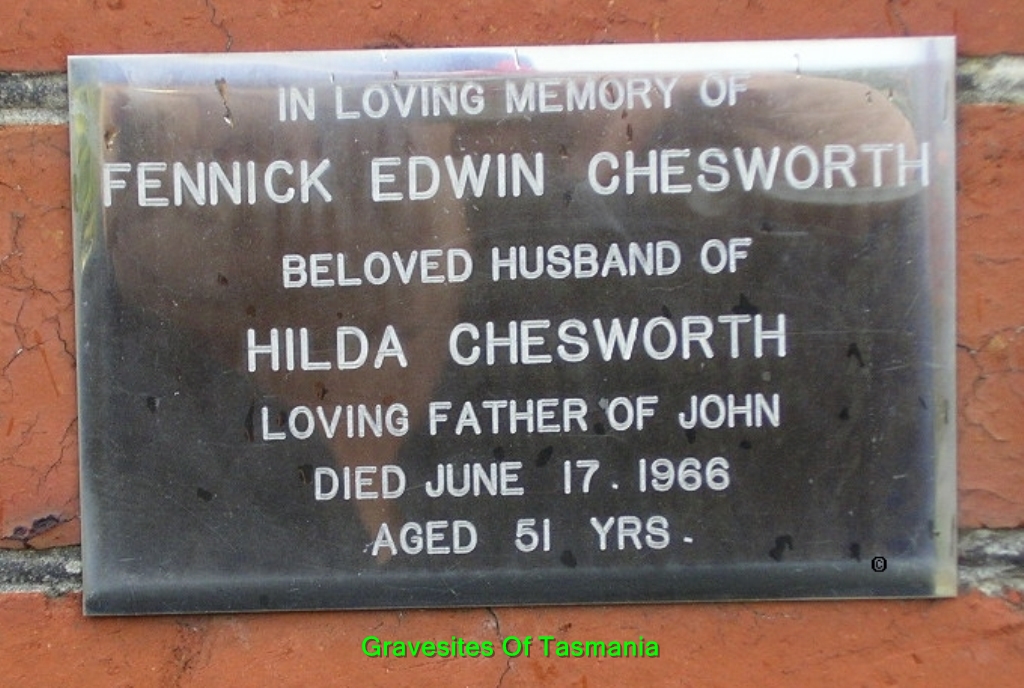 IN LOVING MEMORY OF
FENNICK EDWIN CHESWORTH
BELOVED HUSBAND OF
HILDA CHESWORTH
LOVING FATHER OF JOHN
DIED JUNE 17. 1966
AGED 51 YRS.
©
Gravesites Of Tasmania